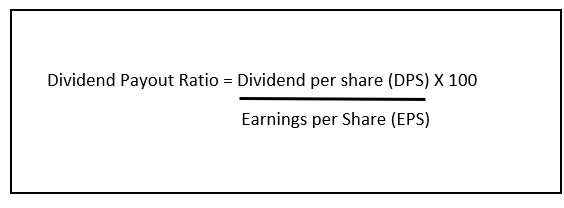 Dividend Payout Ratio = Dividend per share (DPS) X 100
Earnings per Share (EPS)